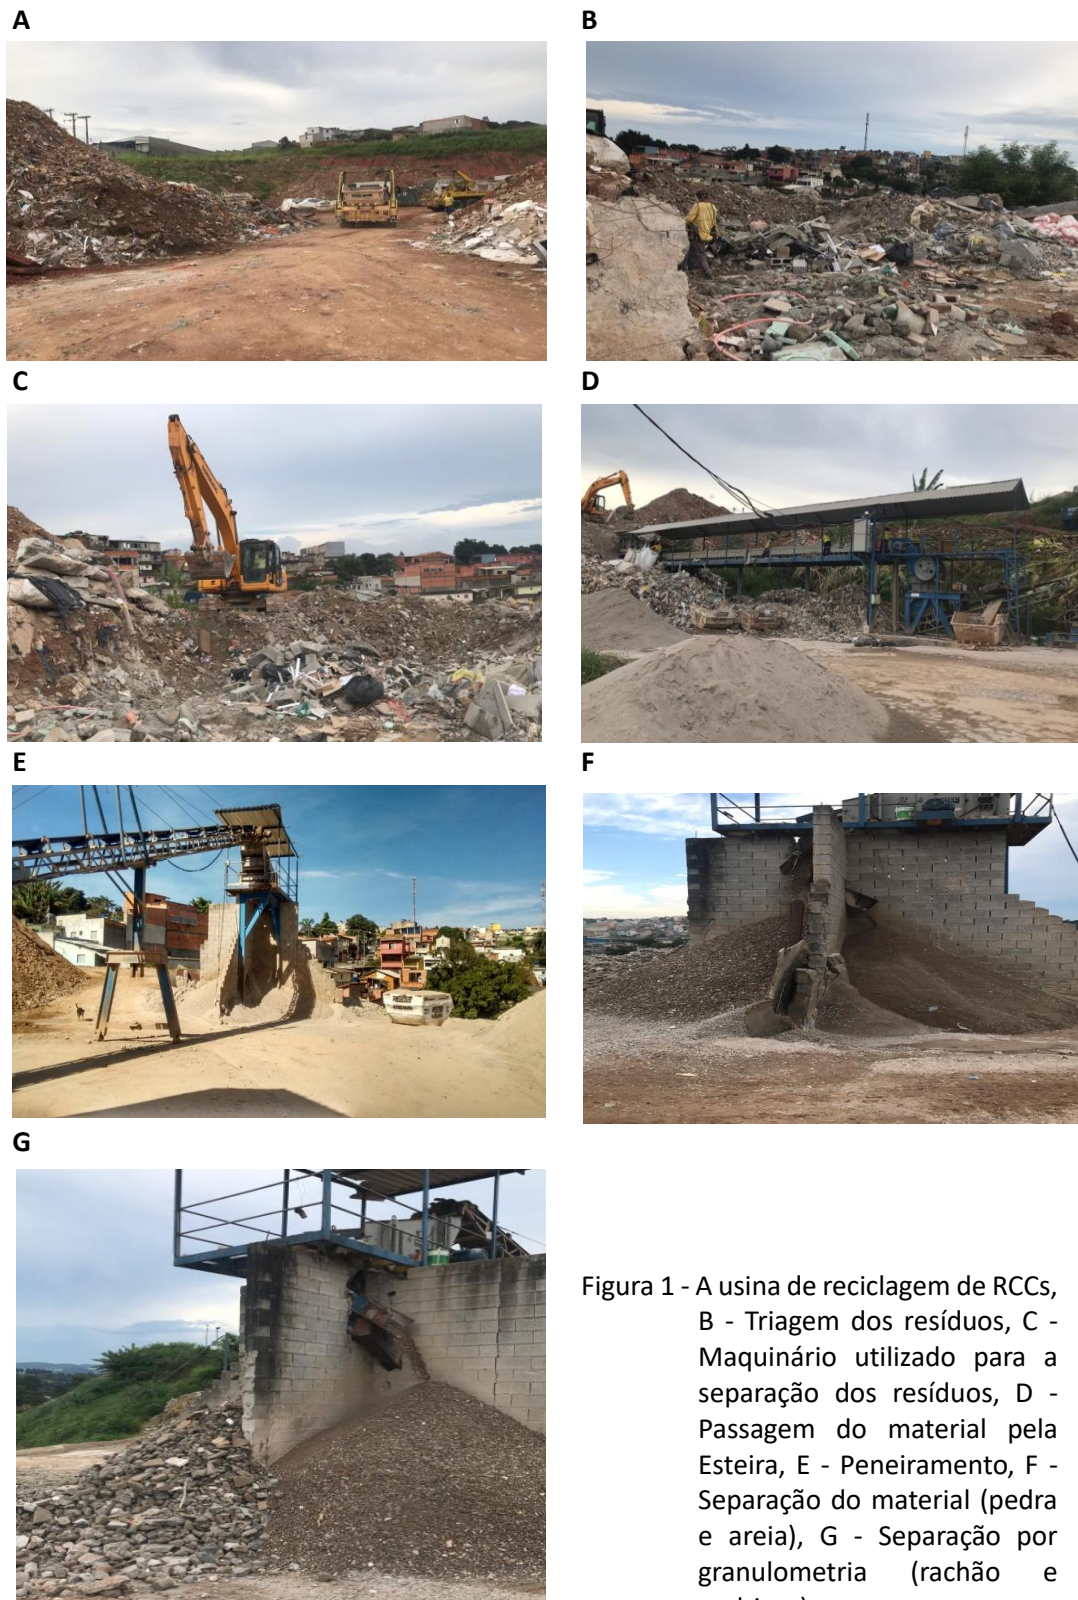 A
B
C
D
E
F
G
Figura 1 - A usina de reciclagem de RCCs,
B - Triagem dos resíduos, C -
Maquinário utilizado para a
separação dos resíduos, D -
Passagem do material pela
Esteira, E - Peneiramento, F -
Separação do material (pedra
e areia), G - Separação por
granulometria (rachão e